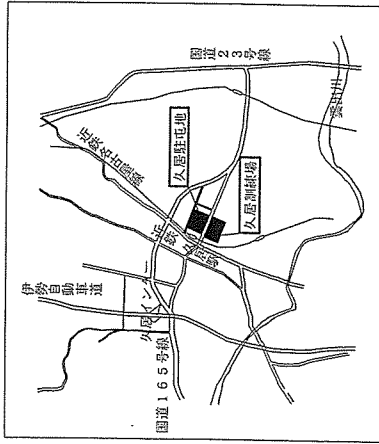 国道23号線
近鉄名古屋線
久居駐屯地
久居訓練場
近鉄久居駅
伊勢自動車道
久居インター
国道165号線
雲出川